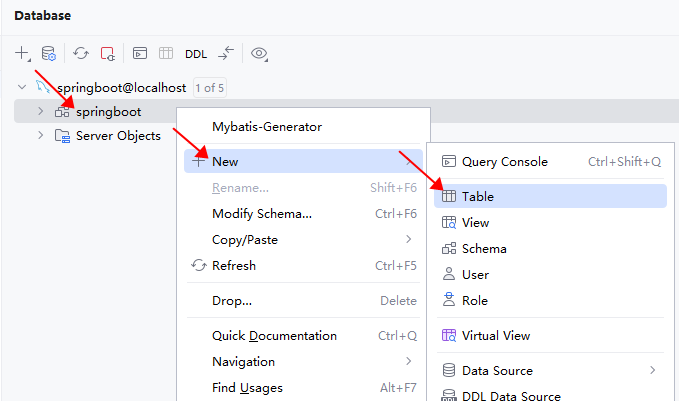 Database
DDL
springboot@localhost 1 of 5
springboot
Server Objects
Mybatis-Generator
New
Rename... Shift+F6
Modify Schema... Ctrl+F6
Copy/Paste
Refresh Ctrl+F5
Drop... Delete
Quick Documentation Ctrl+Q
Navigation
Find Usages Alt+F7
Query Console Ctrl+Shift+Q
Table
View
Schema
User
Role
Virtual View
Data Source
DDL Data Source